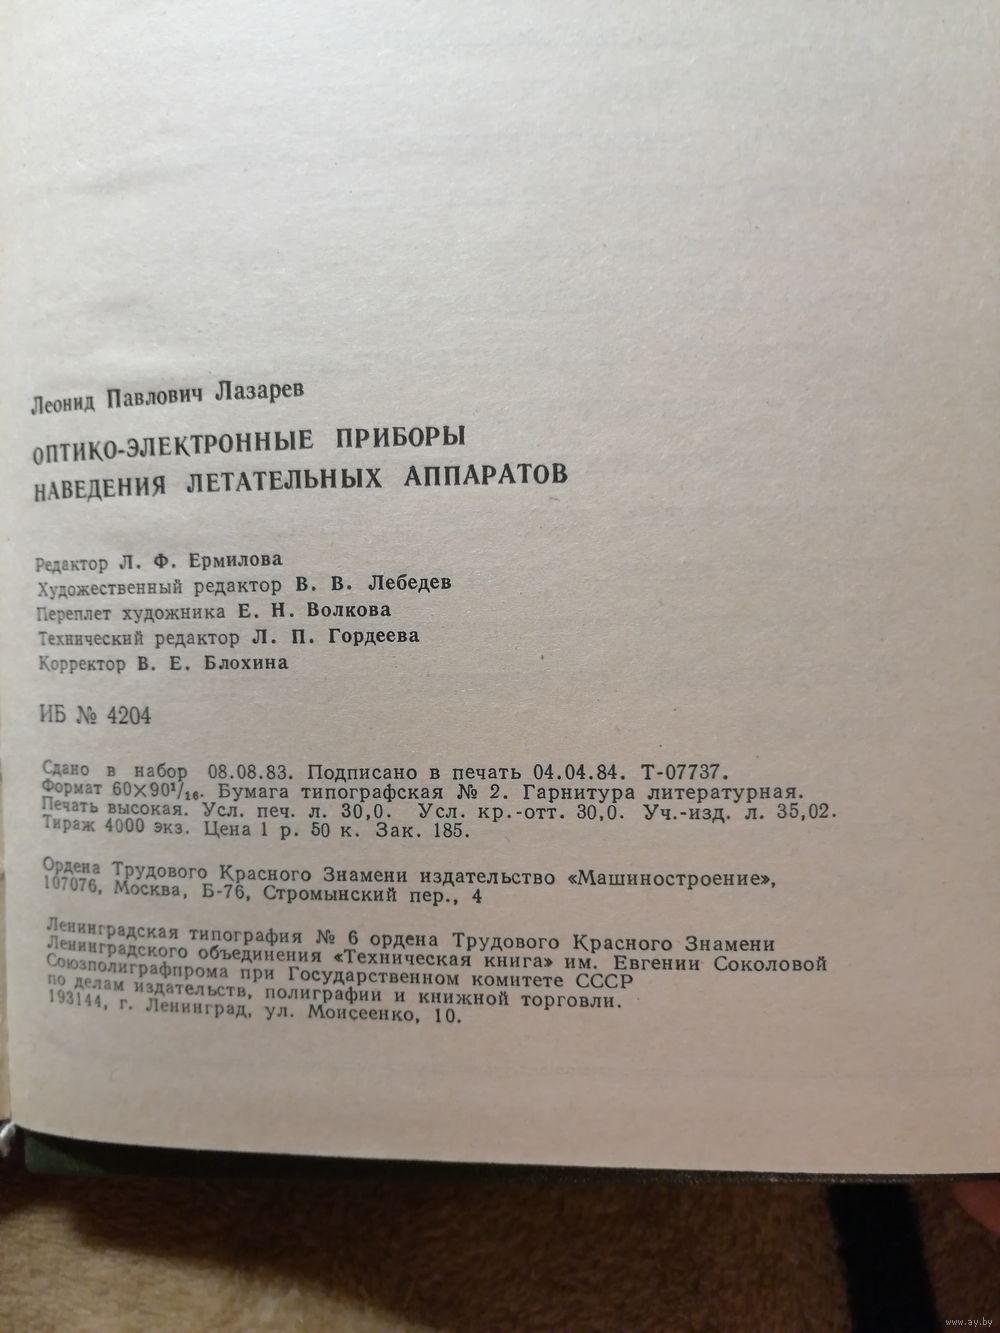 Леонид Павлович Лазарев
ОПТИКО-ЭЛЕКТРОННЫЕ ПРИБОРЫ
НАВЕДЕНИЯ ЛЕТАТЕЛЬНЫХ АППАРАТОВ
Редактор Л. Ф. Ермилова
Художественный редактор В. В. Лебедев
Переплет художника Е. Н. Волкова
Технический редактор Л. П. Гордеева
Корректор В. Е. Блохина
ИБ № 4204
Сдано в набор 08.08.83. Подписано в печать 04.04.84. Т-07737.
Формат 60×90¹/₁₆. Бумага типографская № 2. Гарнитура литературная.
Печать высокая. Усл. печ. л. 30,0. Усл. кр.-отт. 30,0. Уч.-изд. л. 35,02.
Тираж 4000 экз. Цена 1 р. 50 к. Зак. 185.
Ордена Трудового Красного Знамени издательство «Машиностроение»,
107076, Москва, Б-76, Стромынский пер., 4
Ленинградская типография № 6 ордена Трудового Красного Знамени
Ленинградского объединения «Техническая книга» им. Евгении Соколовой
Союзполиграфпрома при Государственном комитете СССР
по делам издательств, полиграфии и книжной торговли.
193144, г. Ленинград, ул. Моисеенко, 10.
www.ay.by